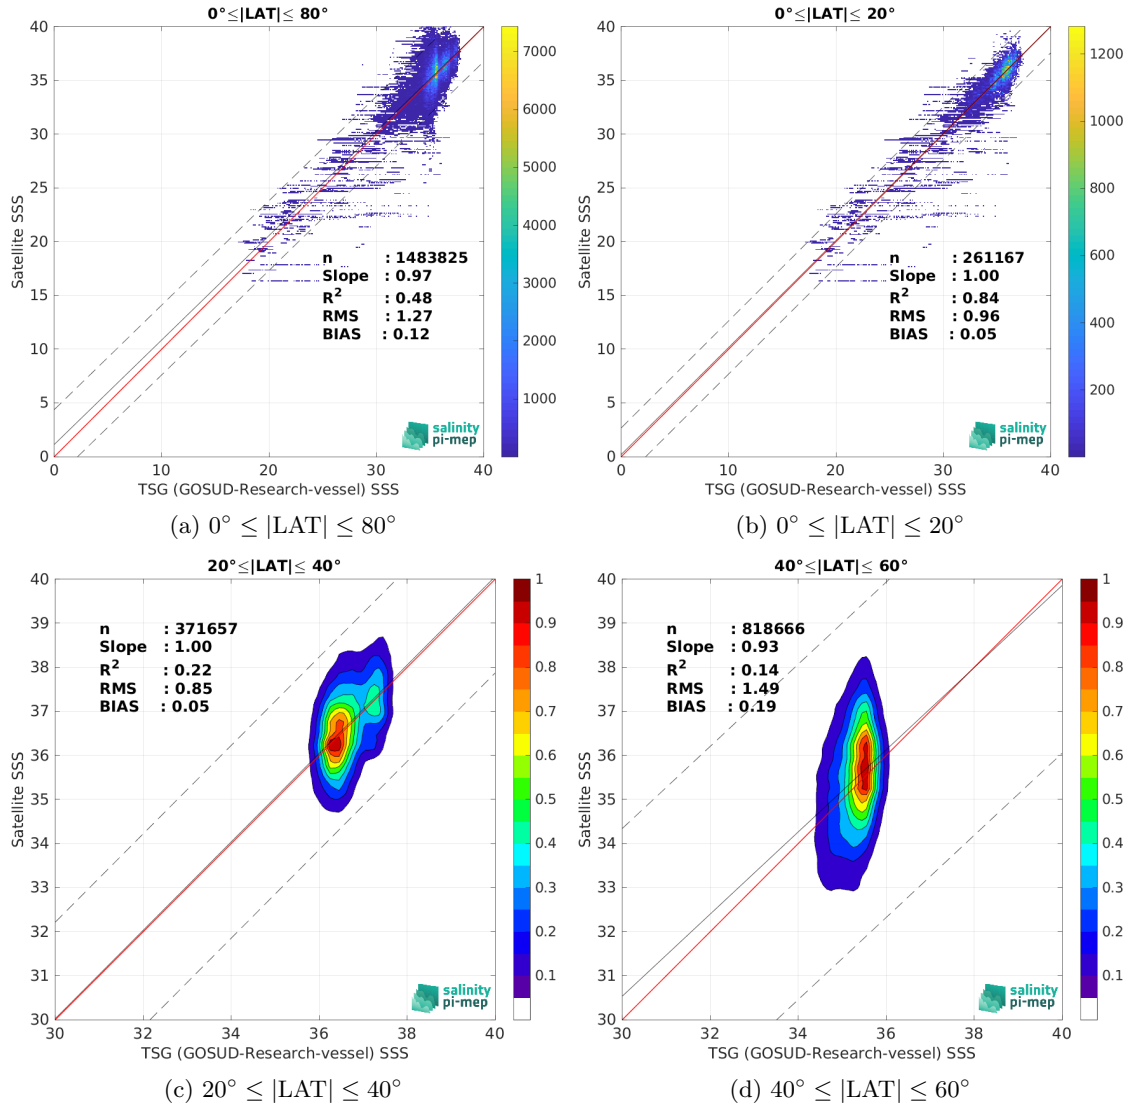 0°≤|LAT|≤ 80°
40
35
30
25
20
15
10
5
0
Satellite SSS
n : 1483825
Slope : 0.97
R² : 0.48
RMS : 1.27
BIAS : 0.12
salinity
pi-mep
0 10 20 30 40
TSG (GOSUD-Research-vessel) SSS
7000
6000
5000
4000
3000
2000
1000
(a) 0° ≤ |LAT| ≤ 80°
0°≤|LAT|≤ 20°
40
35
30
25
20
15
10
5
0
Satellite SSS
n : 261167
Slope : 1.00
R² : 0.84
RMS : 0.96
BIAS : 0.05
salinity
pi-mep
0 10 20 30 40
TSG (GOSUD-Research-vessel) SSS
1200
1000
800
600
400
200
(b) 0° ≤ |LAT| ≤ 20°
20°≤|LAT|≤ 40°
40
39
38
37
36
35
34
33
32
31
30
Satellite SSS
n : 371657
Slope : 1.00
R² : 0.22
RMS : 0.85
BIAS : 0.05
salinity
pi-mep
30 32 34 36 38 40
TSG (GOSUD-Research-vessel) SSS
1
0.9
0.8
0.7
0.6
0.5
0.4
0.3
0.2
0.1
(c) 20° ≤ |LAT| ≤ 40°
40°≤|LAT|≤ 60°
40
39
38
37
36
35
34
33
32
31
30
Satellite SSS
n : 818666
Slope : 0.93
R² : 0.14
RMS : 1.49
BIAS : 0.19
salinity
pi-mep
30 32 34 36 38 40
TSG (GOSUD-Research-vessel) SSS
1
0.9
0.8
0.7
0.6
0.5
0.4
0.3
0.2
0.1
(d) 40° ≤ |LAT| ≤ 60°